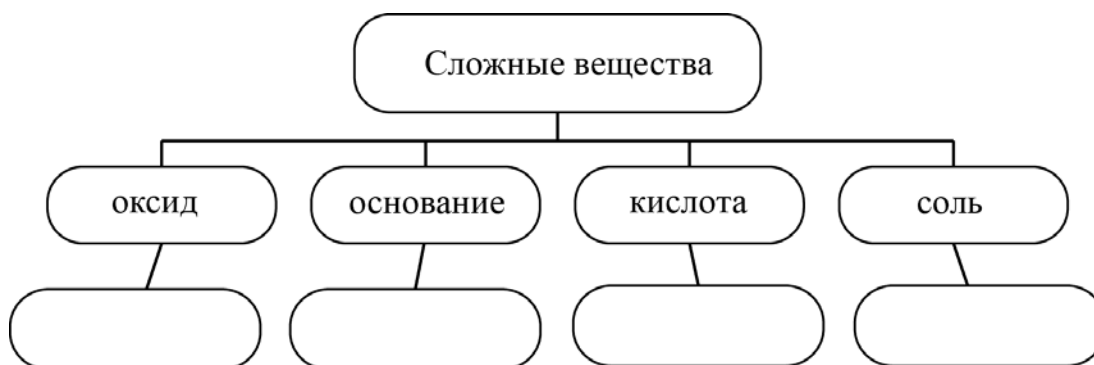 Сложные вещества
оксид
основание
кислота
соль